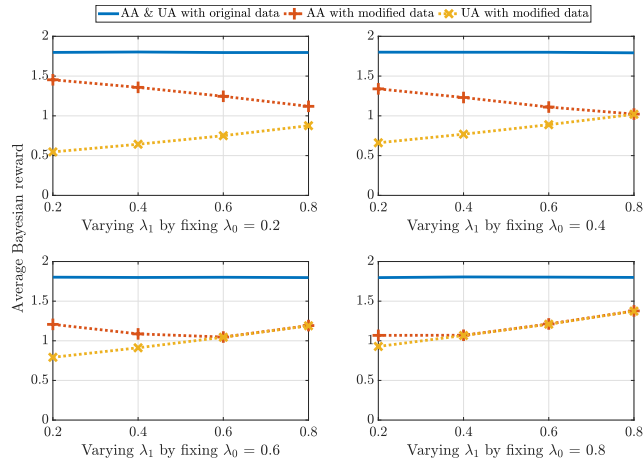 AA & UA with original data AA with modified data UA with modified data
Average Bayesian reward
2
1.5
1
0.5
0
0.2 0.4 0.6 0.8
Varying λ₁ by fixing λ₀ = 0.2
2
1.5
1
0.5
0
0.2 0.4 0.6 0.8
Varying λ₁ by fixing λ₀ = 0.4
2
1.5
1
0.5
0
0.2 0.4 0.6 0.8
Varying λ₁ by fixing λ₀ = 0.6
2
1.5
1
0.5
0
0.2 0.4 0.6 0.8
Varying λ₁ by fixing λ₀ = 0.8